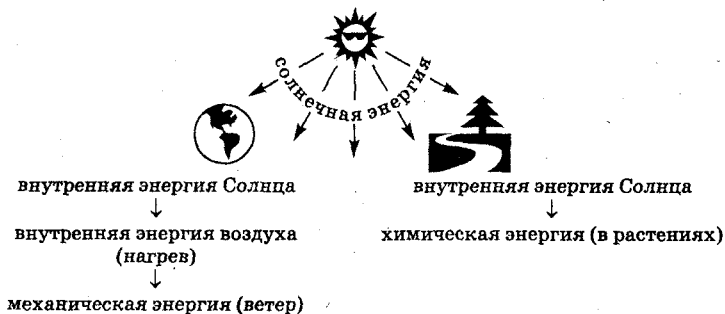 солнечная энергия
внутренняя энергия Солнца
↓
внутренняя энергия воздуха
(нагрев)
↓
механическая энергия (ветер)
внутренняя энергия Солнца
↓
химическая энергия (в растениях)